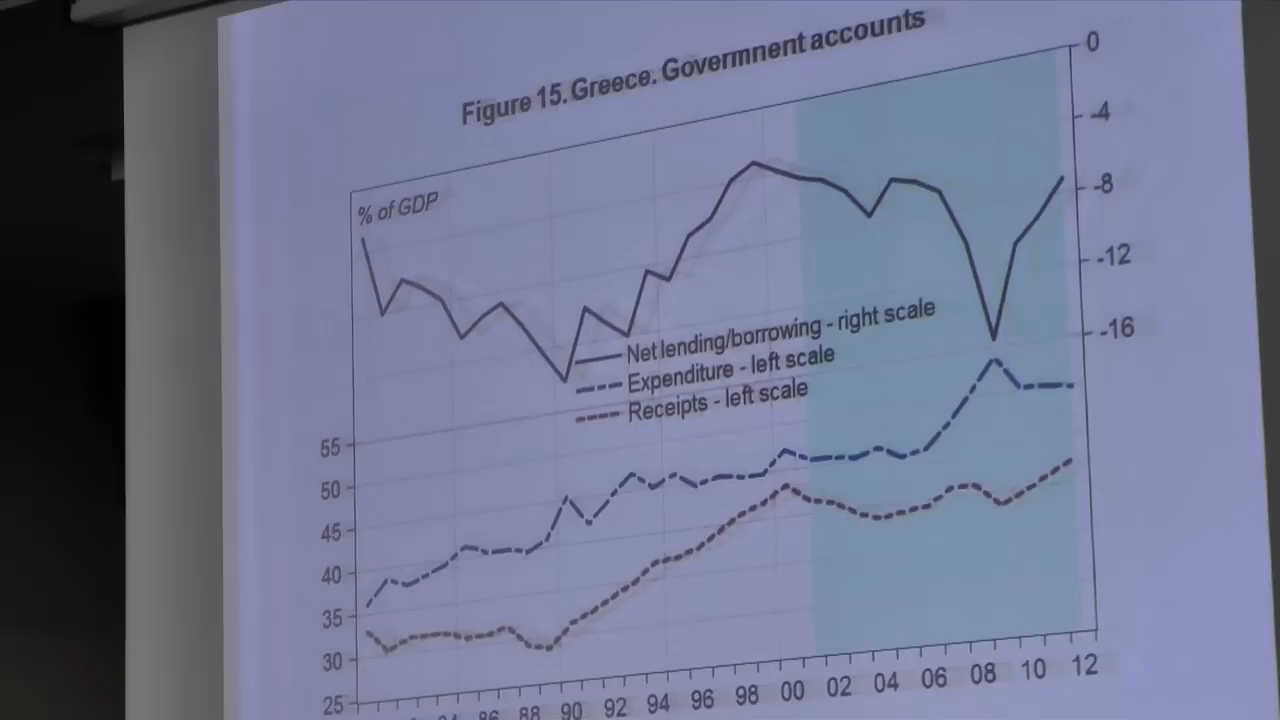 Figure 15. Greece. Govermnent accounts
% of GDP
0
-4
-8
-12
-16
Net lending/borrowing - right scale
Expenditure - left scale
Receipts - left scale
55
50
45
40
35
30
25
88 90 92 94 96 98 00 02 04 06 08 10 12